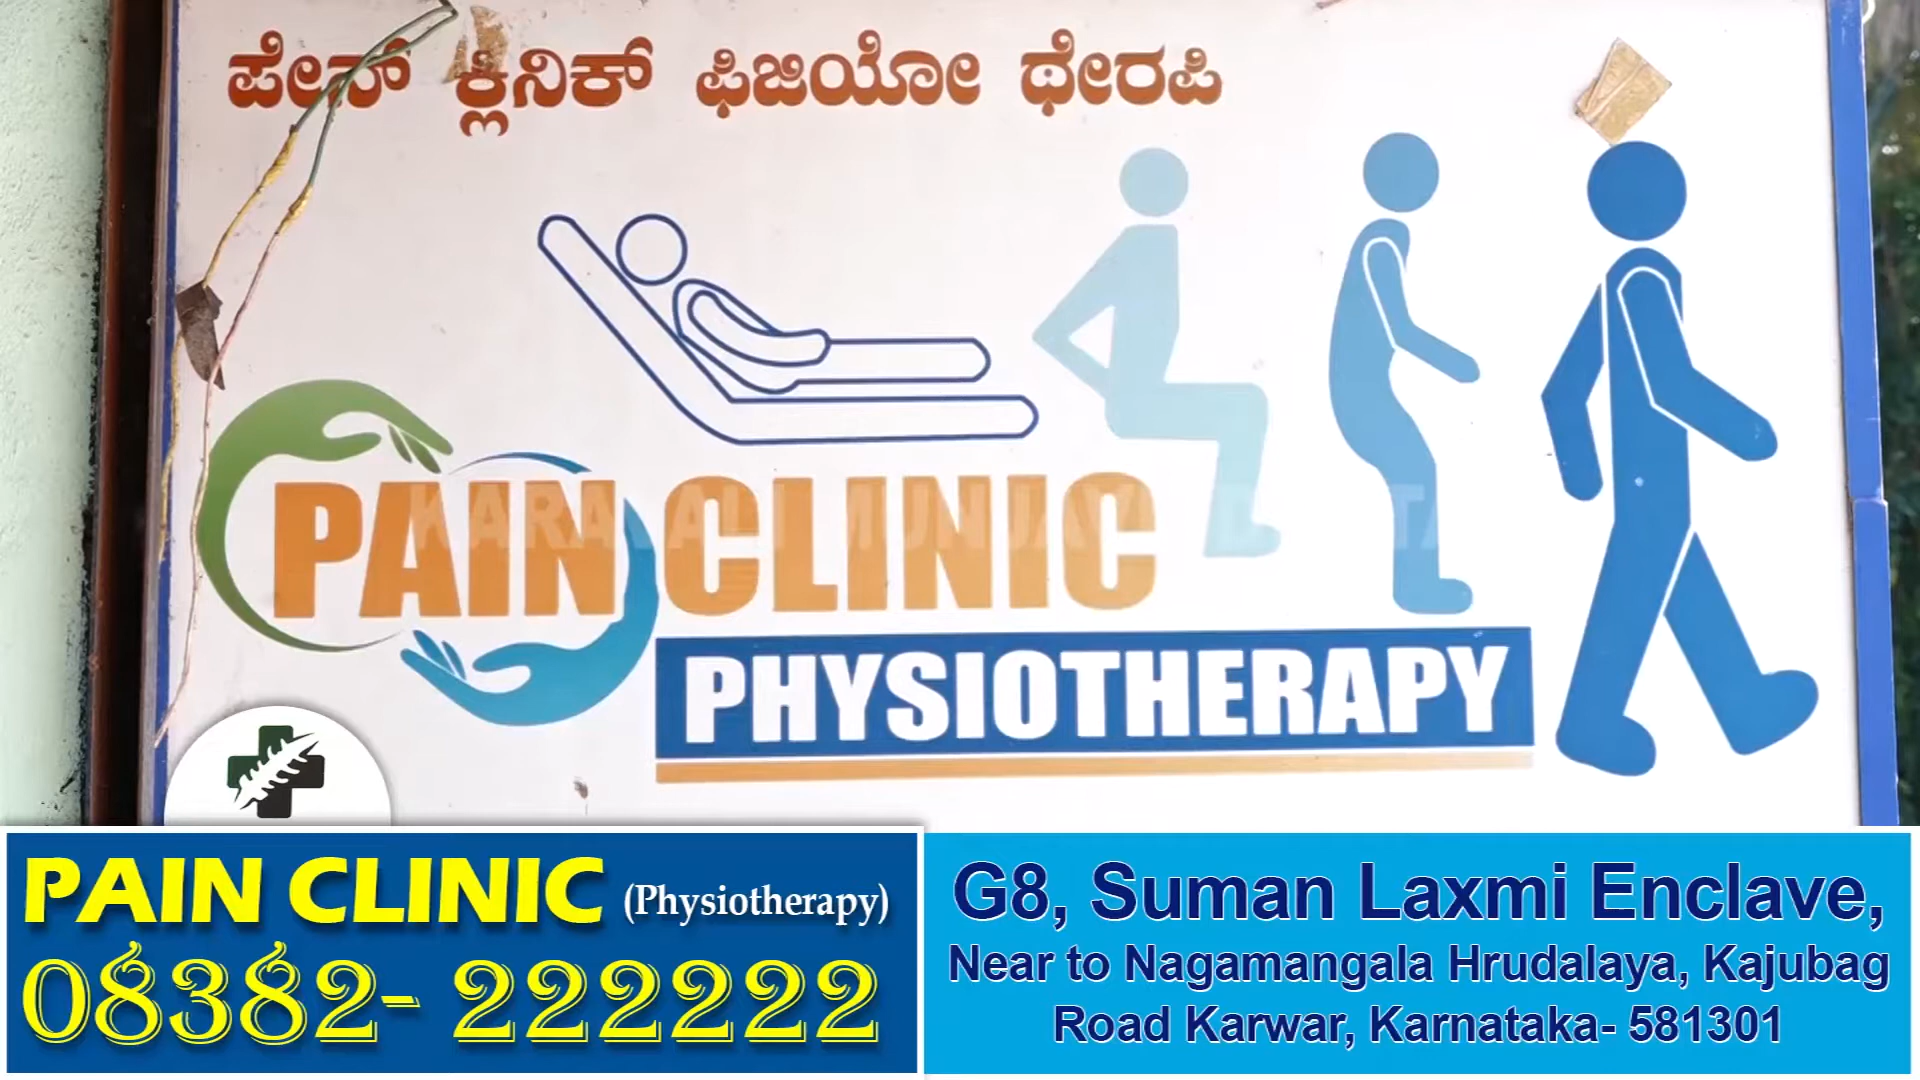 ಪೇನ್ ಕ್ಲಿನಿಕ್ ಫಿಜಿಯೋ ಥೇರಪಿ
PAIN CLINIC
PHYSIOTHERAPY
PAIN CLINIC (Physiotherapy)
08382- 222222
G8, Suman Laxmi Enclave,
Near to Nagamangala Hrudalaya, Kajubag
Road Karwar, Karnataka- 581301